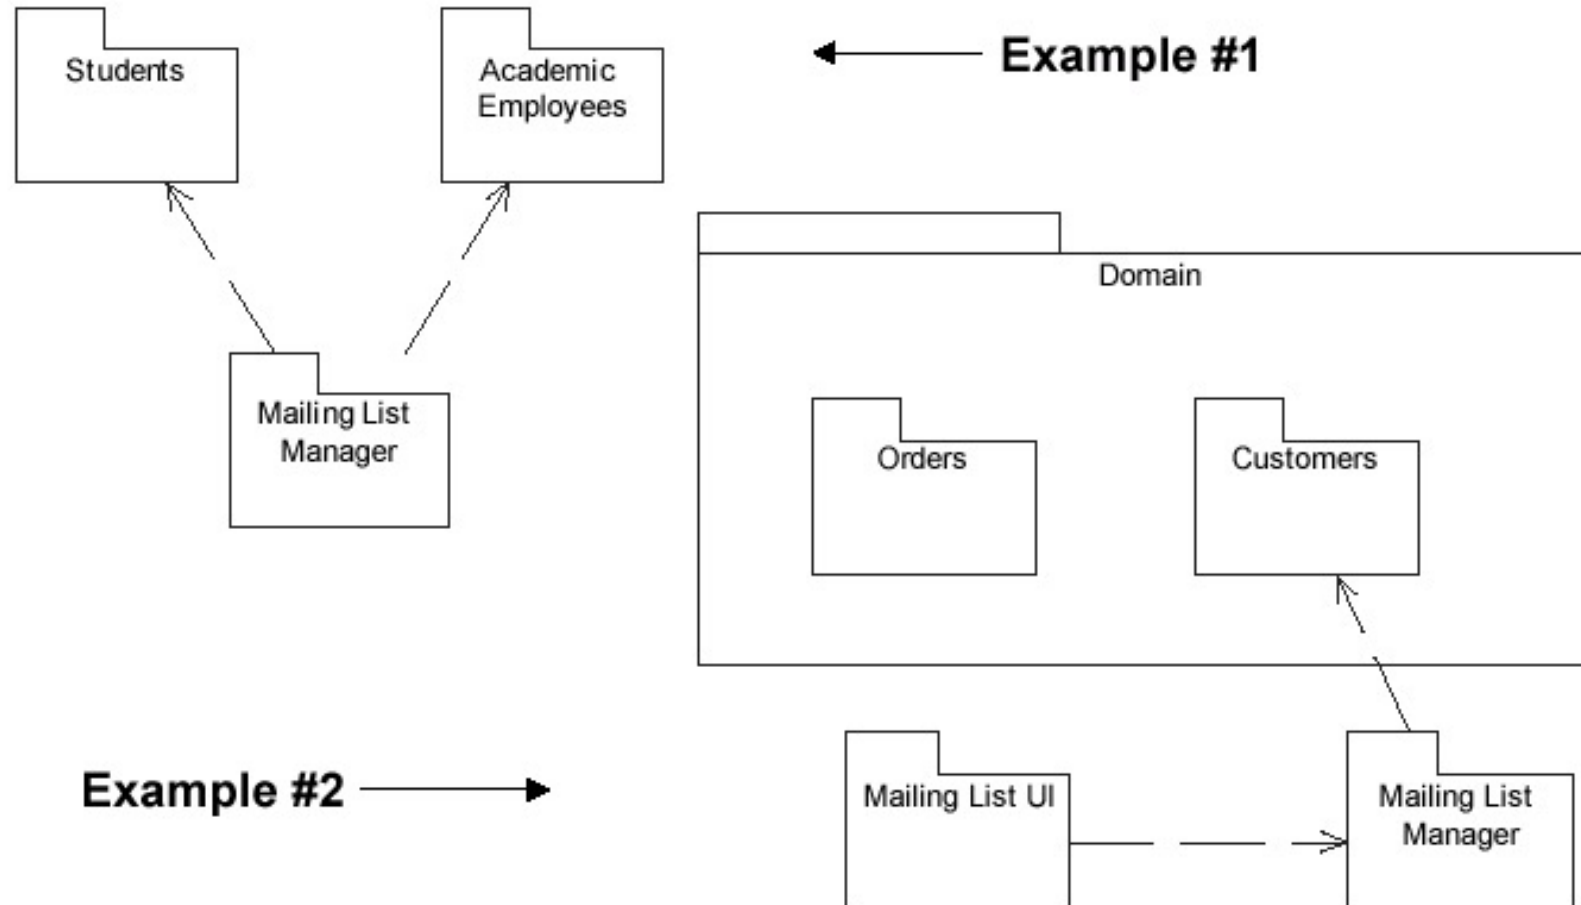 Students
Academic
Employees
Example #1
Mailing List
Manager
Domain
Orders
Customers
Example #2
Mailing List UI
Mailing List
Manager